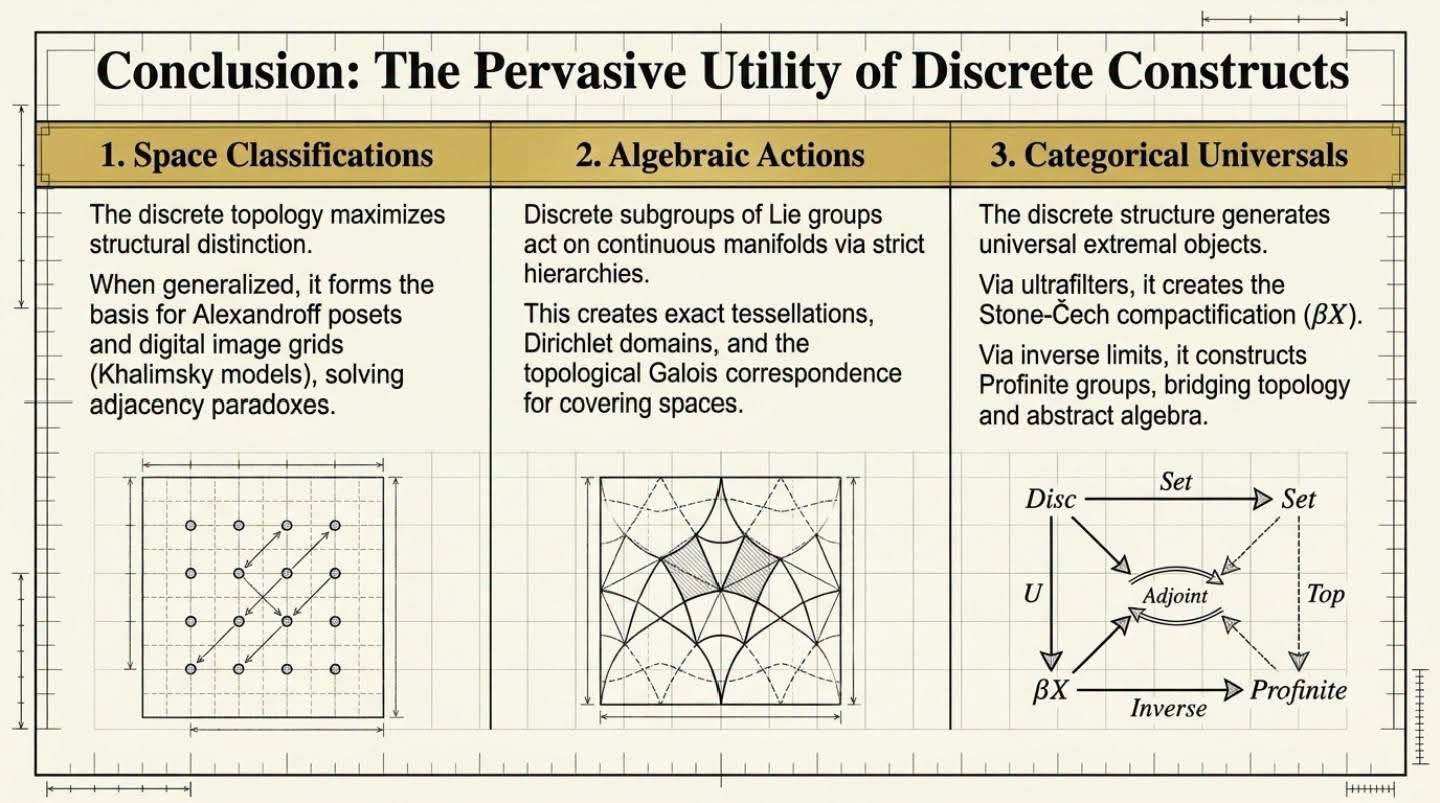 Conclusion: The Pervasive Utility of Discrete Constructs
1. Space Classifications
The discrete topology maximizes
structural distinction.
When generalized, it forms the
basis for Alexandroff posets
and digital image grids
(Khalimsky models), solving
adjacency paradoxes.
2. Algebraic Actions
Discrete subgroups of Lie groups
act on continuous manifolds via strict
hierarchies.
This creates exact tessellations,
Dirichlet domains, and the
topological Galois correspondence
for covering spaces.
3. Categorical Universals
The discrete structure generates
universal extremal objects.
Via ultrafilters, it creates the
Stone-Čech compactification (βX).
Via inverse limits, it constructs
Profinite groups, bridging topology
and abstract algebra.
Disc
Set
Set
U
Adjoint
Top
βX
Inverse
Profinite